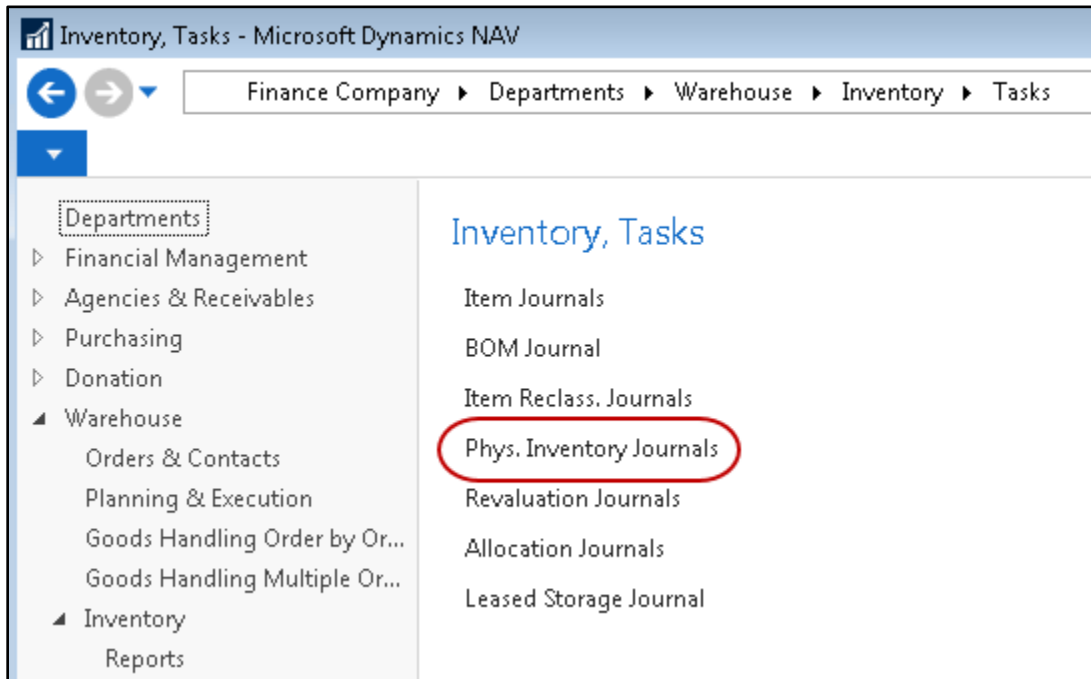 Inventory, Tasks - Microsoft Dynamics NAV
Finance Company ▸ Departments ▸ Warehouse ▸ Inventory ▸ Tasks
Departments
Financial Management
Agencies & Receivables
Purchasing
Donation
Warehouse
Orders & Contacts
Planning & Execution
Goods Handling Order by Or...
Goods Handling Multiple Or...
Inventory
Reports
Inventory, Tasks
Item Journals
BOM Journal
Item Reclass. Journals
Phys. Inventory Journals
Revaluation Journals
Allocation Journals
Leased Storage Journal